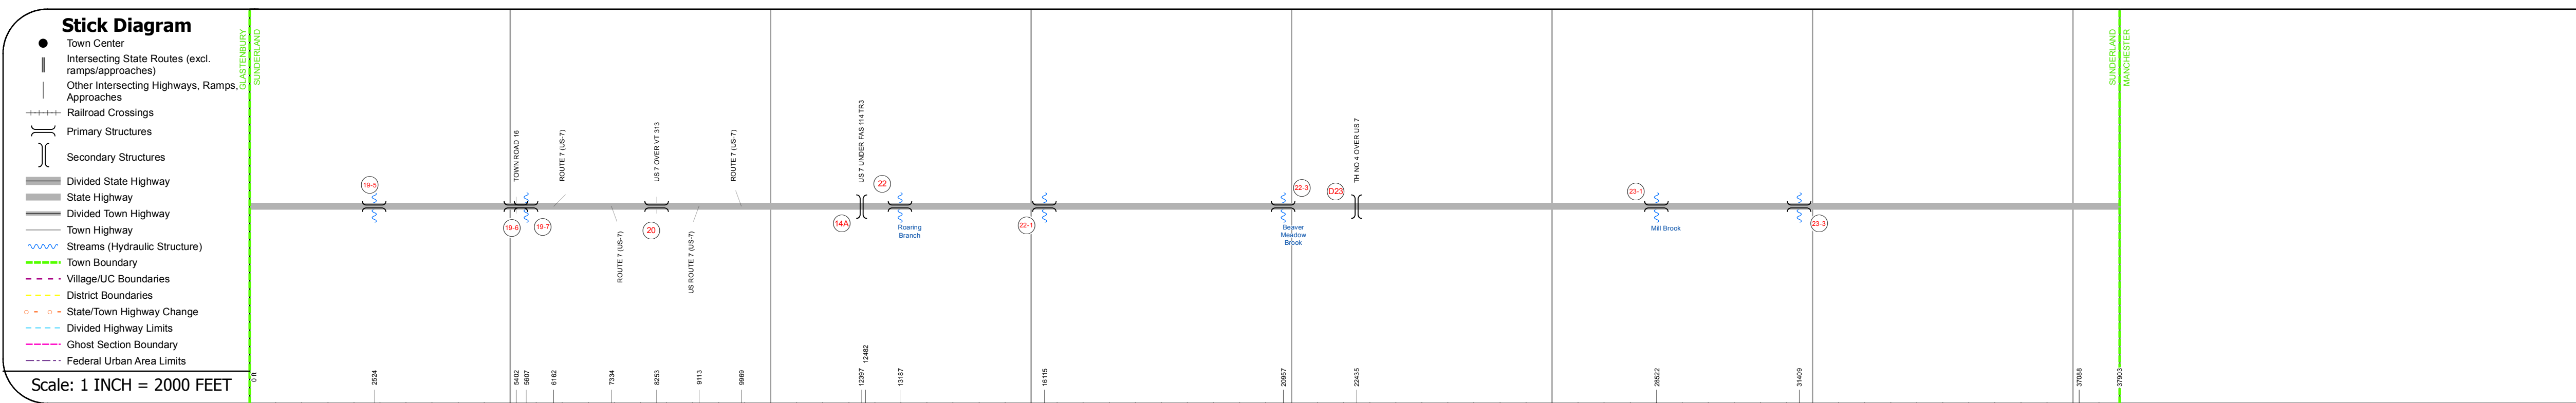 Stick Diagram
Town Center
Intersecting State Routes (excl.
ramps/approaches)
Other Intersecting Highways, Ramps,
Approaches
Railroad Crossings
Primary Structures
Secondary Structures
Divided State Highway
State Highway
Divided Town Highway
Town Highway
Streams (Hydraulic Structure)
Town Boundary
Village/UC Boundaries
District Boundaries
State/Town Highway Change
Divided Highway Limits
Ghost Section Boundary
Federal Urban Area Limits
Scale: 1 INCH = 2000 FEET
GLASTENBURY
SUNDERLAND
19-5
TOWN ROAD 16
19-6
19-7
ROUTE 7 (US-7)
ROUTE 7 (US-7)
US 7 OVER VT 313
20
US ROUTE 7 (US-7)
ROUTE 7 (US-7)
US 7 UNDER FAS 114 TR3
14A
22
Roaring
Branch
22-1
22-3
Beaver
Meadow
Brook
D23
TH NO 4 OVER US 7
23-1
Mill Brook
23-3
SUNDERLAND
MANCHESTER
0 ft
2524
5402
5607
6162
7334
8253
9113
9969
12397
12482
13187
16115
20957
22435
28522
31409
37088
37903